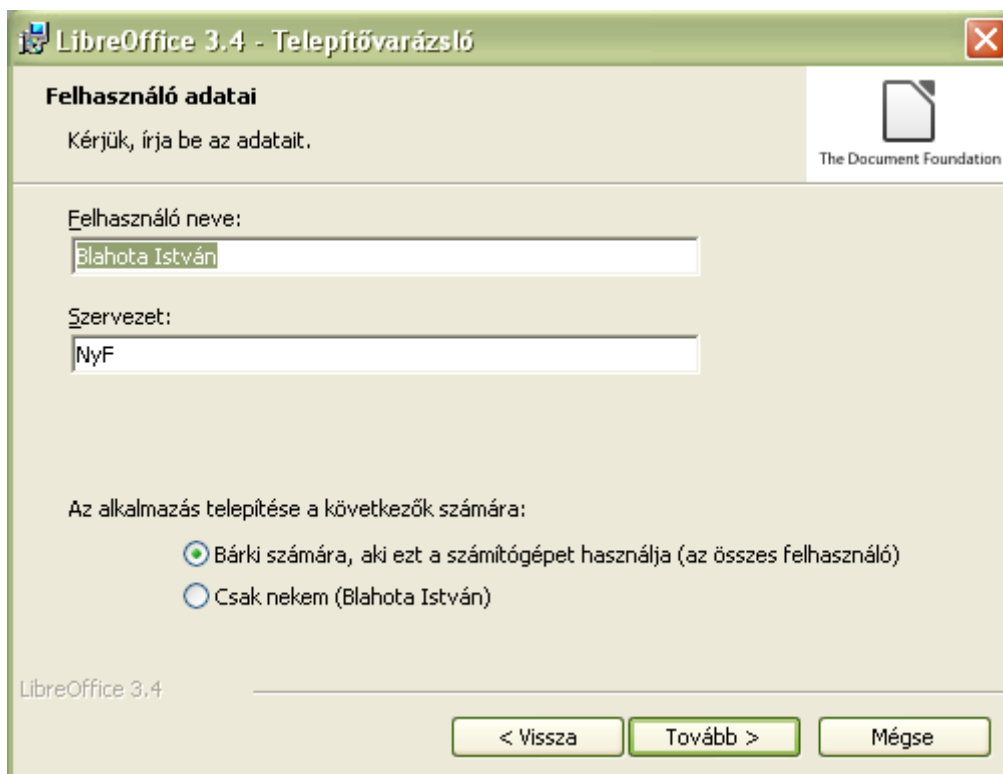 LibreOffice 3.4 - Telepítővarázsló
Felhasználó adatai
Kérjük, írja be az adatait.
The Document Foundation
Felhasználó neve:
Blahota István
Szervezet:
NyF
Az alkalmazás telepítése a következők számára:
Bárki számára, aki ezt a számítógépet használja (az összes felhasználó)
Csak nekem (Blahota István)
LibreOffice 3.4
< Vissza
Tovább >
Mégse